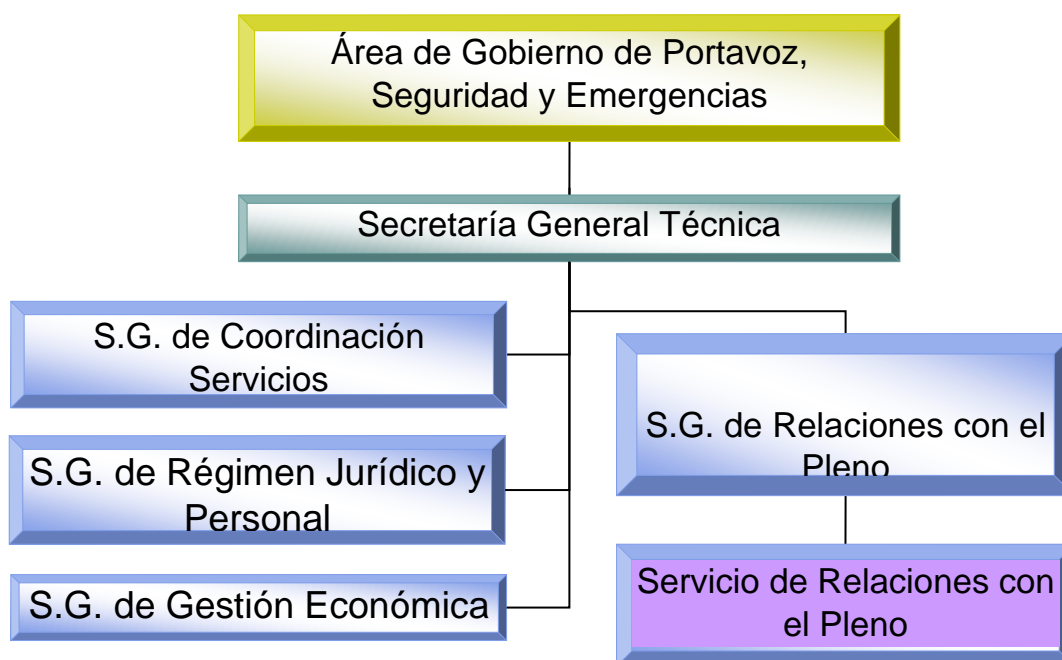 Área de Gobierno de Portavoz,
Seguridad y Emergencias
Secretaría General Técnica
S.G. de Coordinación
Servicios
S.G. de Régimen Jurídico y
Personal
S.G. de Gestión Económica
S.G. de Relaciones con el
Pleno
Servicio de Relaciones con
el Pleno